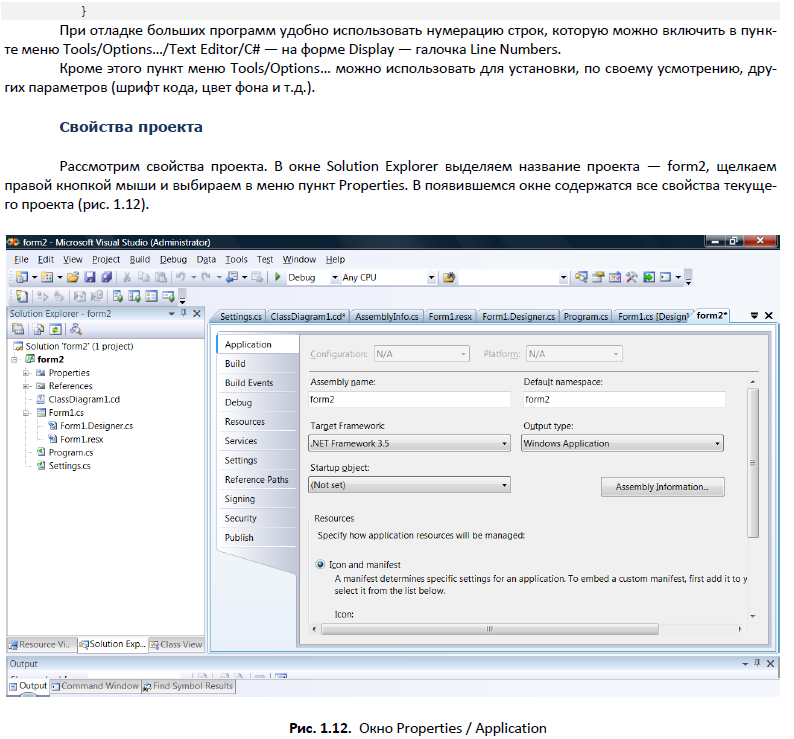 }
При отладке больших программ удобно использовать нумерацию строк, которую можно включить в пунк-
те меню Tools/Options.../Text Editor/C# — на форме Display — галочка Line Numbers.
Кроме этого пункт меню Tools/Options... можно использовать для установки, по своему усмотрению, дру-
гих параметров (шрифт кода, цвет фона и т.д.).
Свойства проекта
Рассмотрим свойства проекта. В окне Solution Explorer выделяем название проекта — form2, щелкаем
правой кнопкой мыши и выбираем в меню пункт Properties. В появившемся окне содержатся все свойства текуще-
го проекта (рис. 1.12).
form2 - Microsoft Visual Studio (Administrator)
File Edit View Project Build Debug Data Tools Test Window Help
Debug Any CPU
Solution Explorer - form2
Solution 'form2' (1 project)
form2
Properties
References
ClassDiagram1.cd
Form1.cs
Form1.Designer.cs
Form1.resx
Program.cs
Settings.cs
Settings.cs ClassDiagram1.cd* AssemblyInfo.cs Form1.resx Form1.Designer.cs Program.cs Form1.cs [Design] form2*
Application
Build
Build Events
Debug
Resources
Services
Settings
Reference Paths
Signing
Security
Publish
Configuration: N/A Platform: N/A
Assembly name: Default namespace:
form2 form2
Target Framework: Output type:
.NET Framework 3.5 Windows Application
Startup object:
(Not set) Assembly Information...
Resources
Specify how application resources will be managed:
Icon and manifest
A manifest determines specific settings for an application. To embed a custom manifest, first add it to y
select it from the list below.
Icon:
Resource Vi... Solution Exp... Class View
Output
Output Command Window Find Symbol Results
Рис. 1.12. Окно Properties / Application